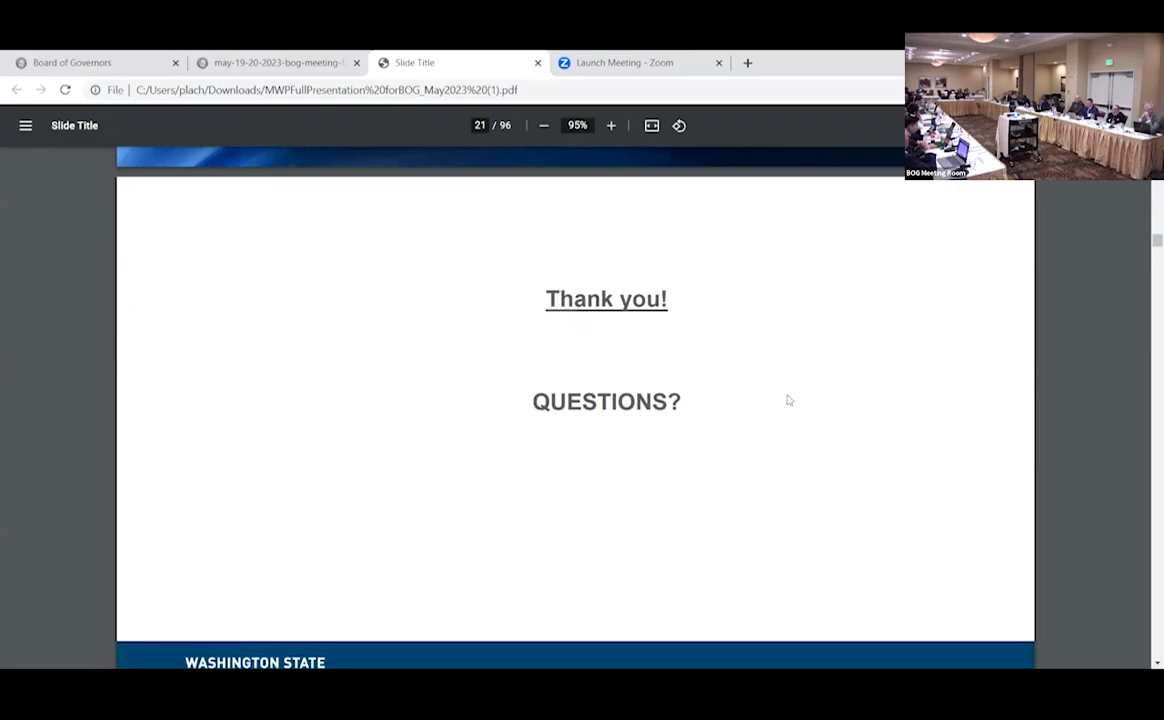 Board of Governors
may-19-20-2023-bog-meeting-
Slide Title
Launch Meeting - Zoom
File
C:/Users/plach/Downloads/MWPFullPresentation%20forBOG_May2023%20(1).pdf
Slide Title
21 / 96
95%
BOG Meeting Room
Thank you!
QUESTIONS?
WASHINGTON STATE